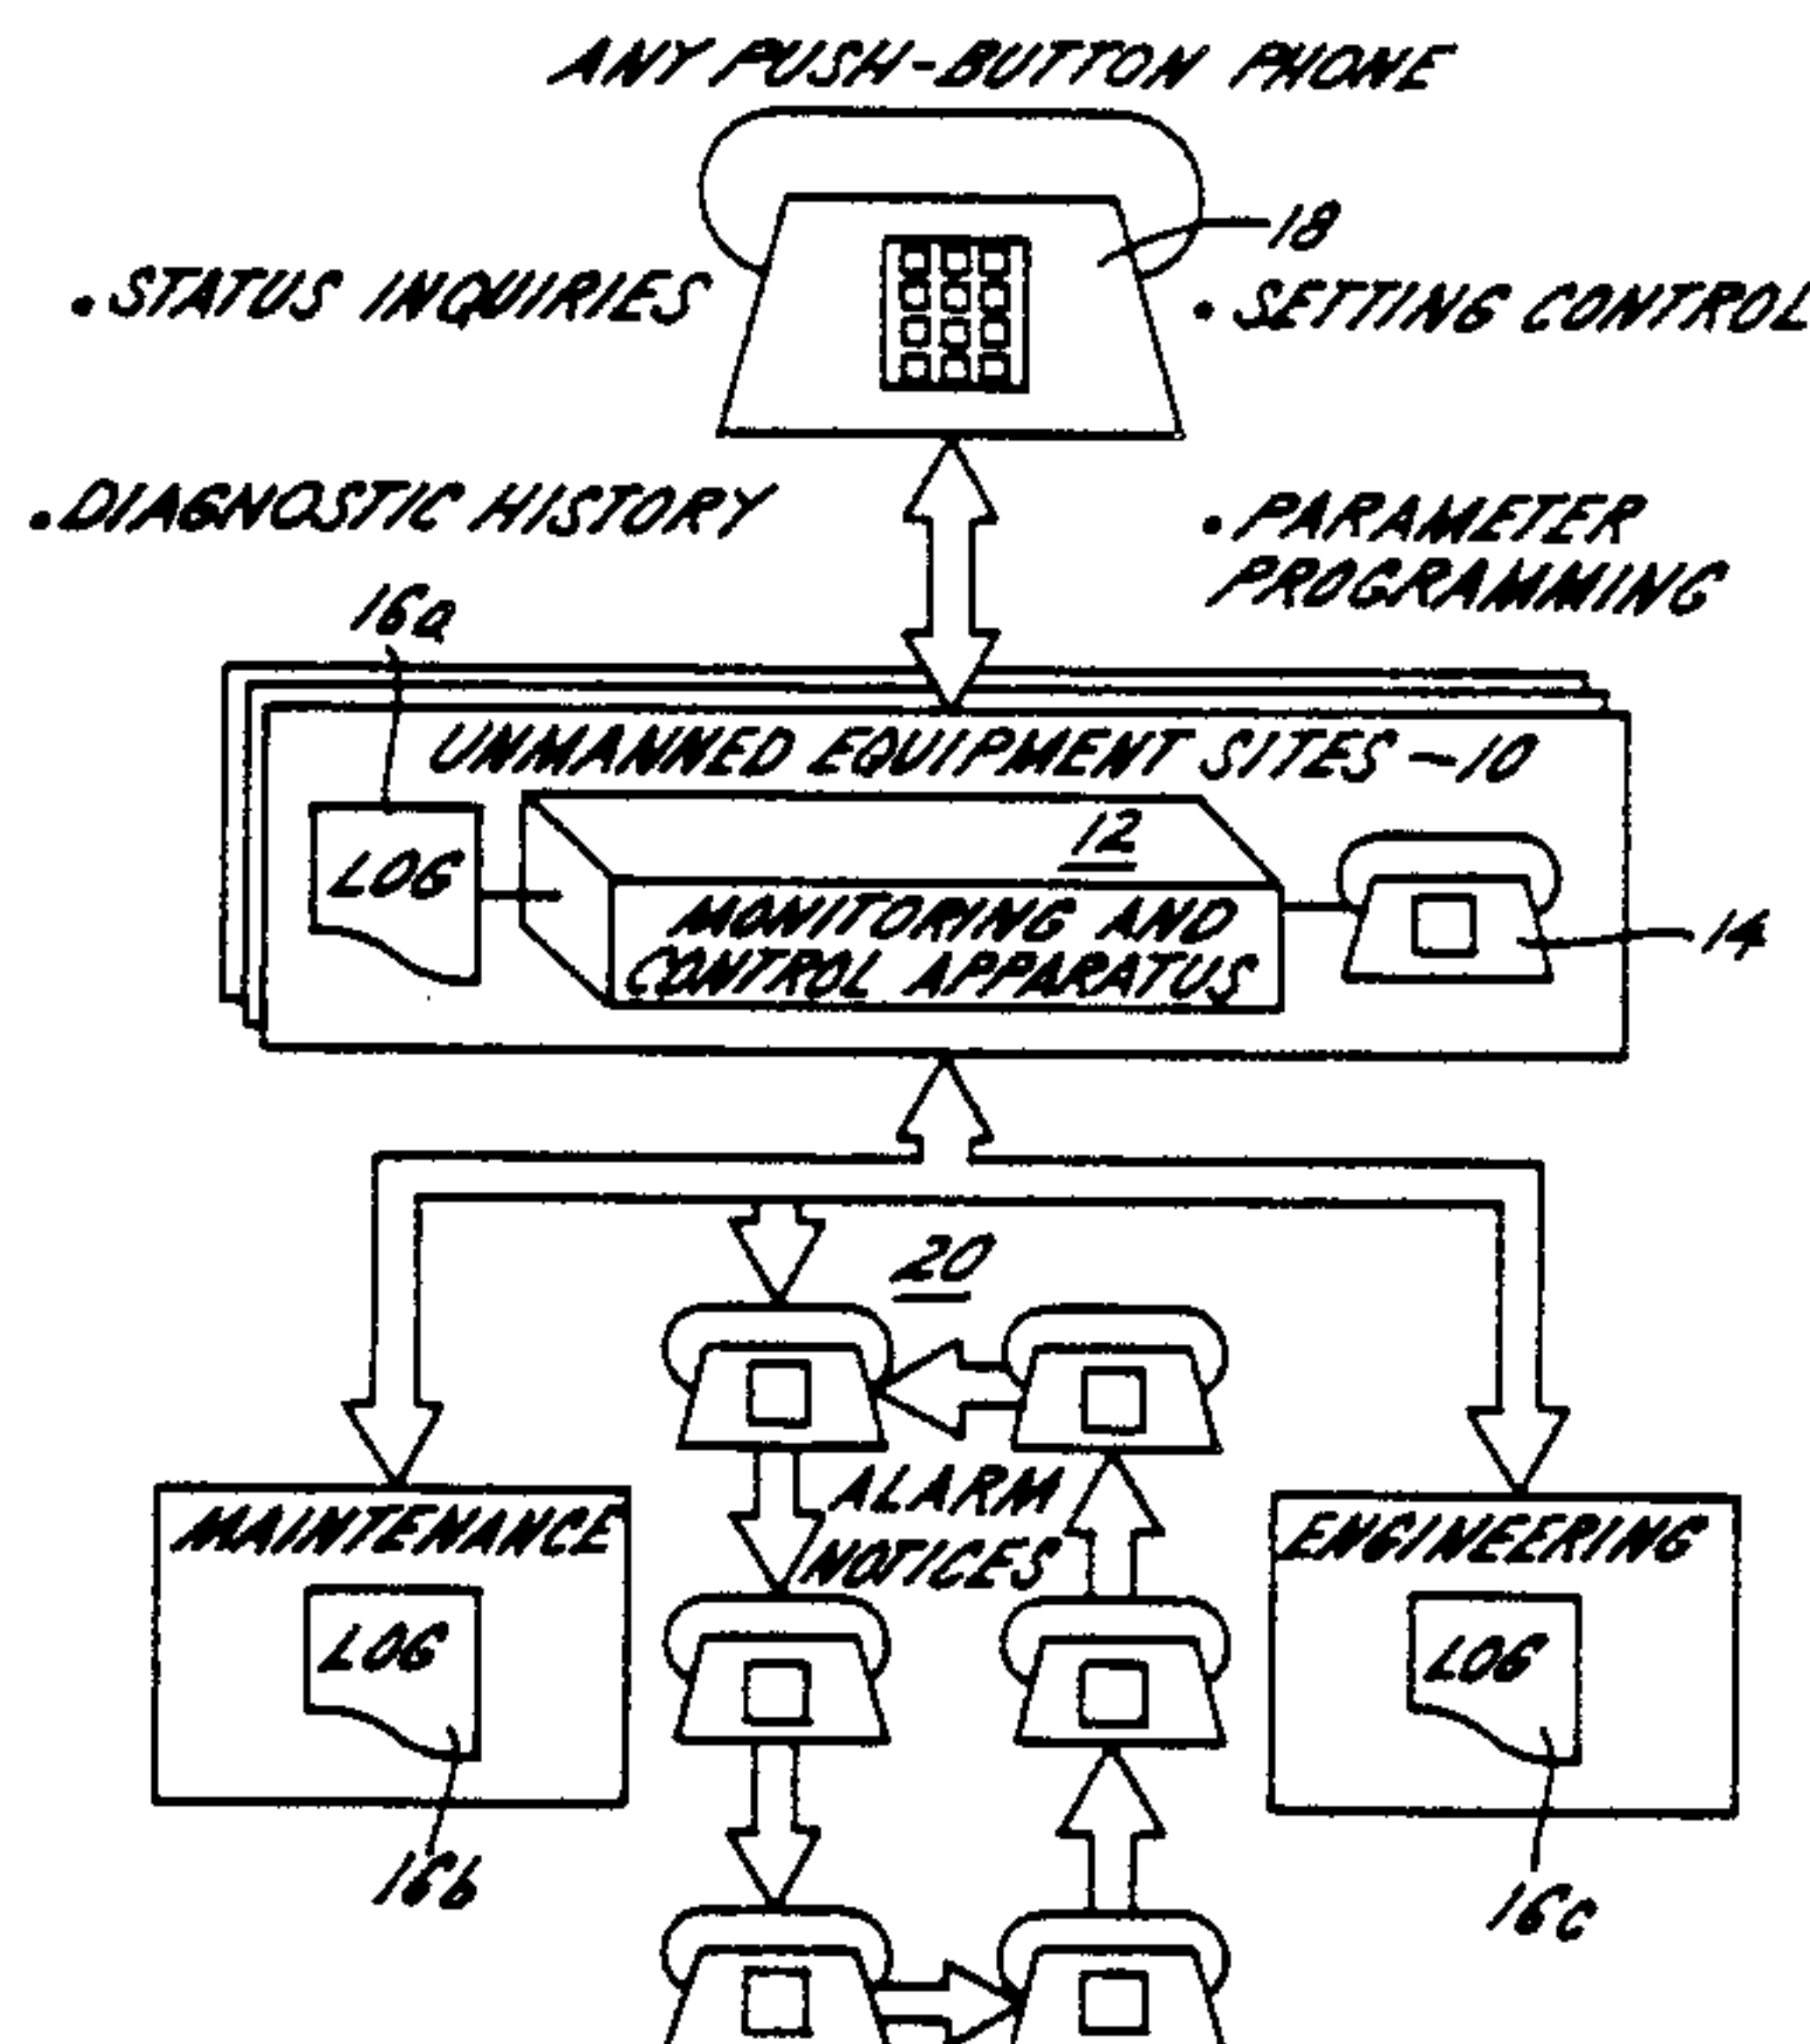 ANY PUSH-BUTTON PHONE
18
• STATUS INQUIRIES
• SETTING CONTROL
• DIAGNOSTIC HISTORY
• PARAMETER
PROGRAMMING
16a
UNMANNED EQUIPMENT SITES - 10
12
LOG
MONITORING AND
CONTROL APPARATUS
14
20
ALARM
NOTICES
MAINTENANCE
LOG
16b
ENGINEERING
LOG
16c